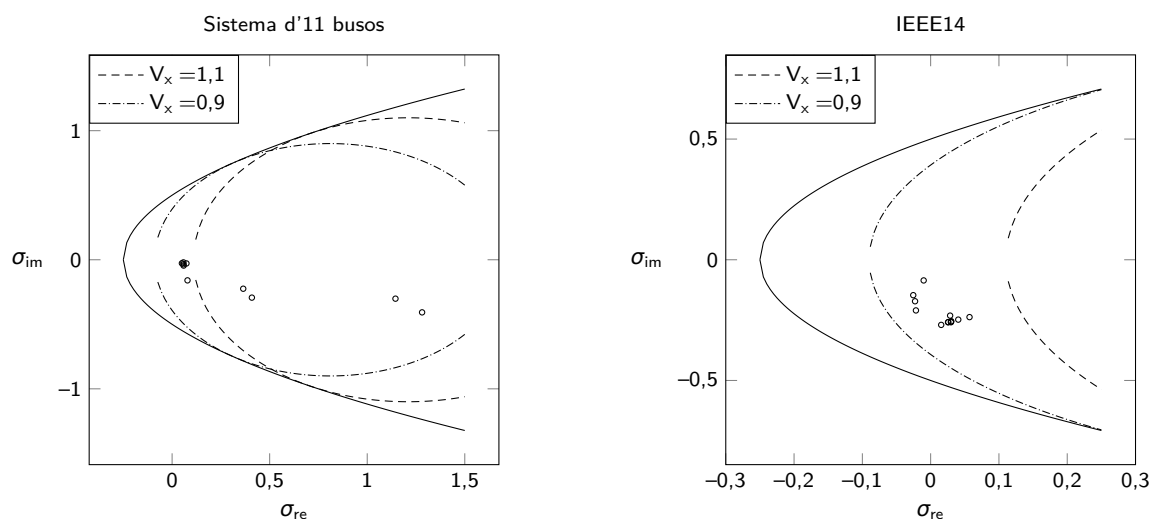 Sistema d'11 busos
V_x =1,1
V_x =0,9
1
0
−1
σ_im
0
0,5
1
1,5
σ_re
IEEE14
V_x =1,1
V_x =0,9
0,5
0
−0,5
σ_im
−0,3
−0,2
−0,1
0
0,1
0,2
0,3
σ_re